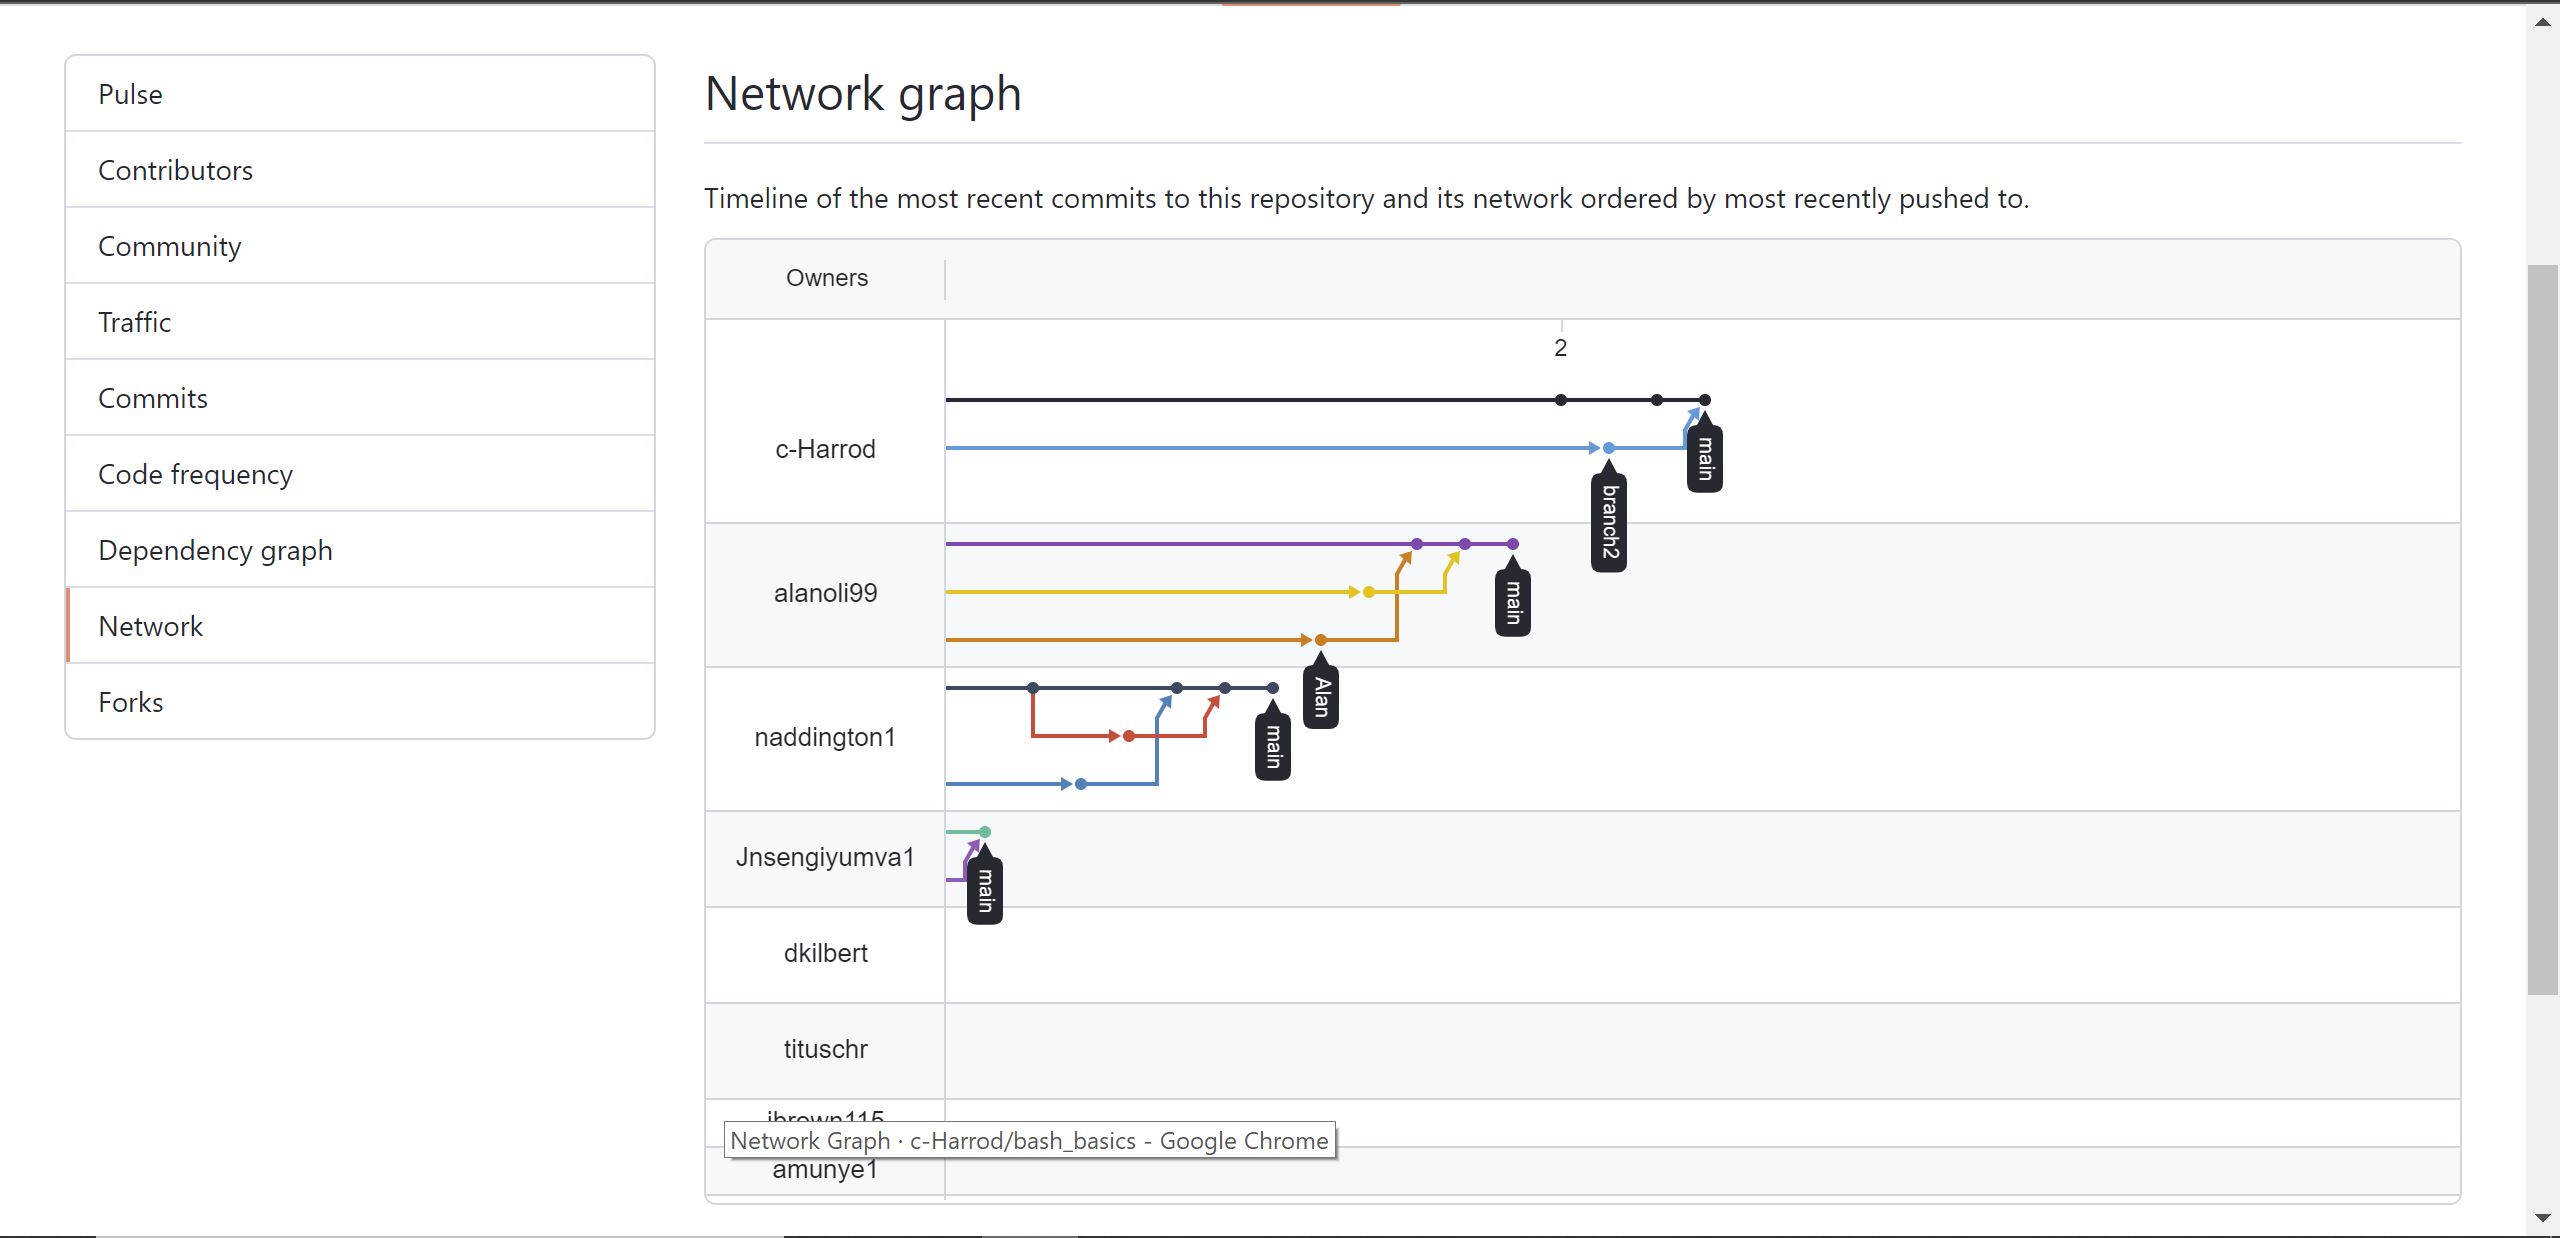 Pulse
Contributors
Community
Traffic
Commits
Code frequency
Dependency graph
Network
Forks
Network graph
Timeline of the most recent commits to this repository and its network ordered by most recently pushed to.
Owners
2
c-Harrod
main
branch2
alanoli99
main
Alan
naddington1
main
Jnsengiyumva1
main
dkilbert
tituschr
Network Graph · c-Harrod/bash_basics - Google Chrome
amunye1